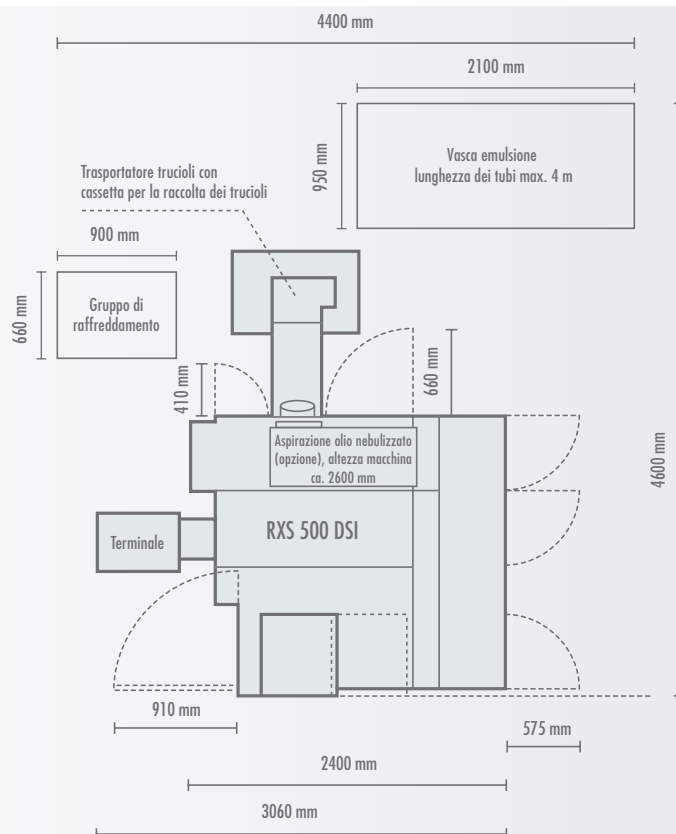 4400 mm
2100 mm
950 mm
Vasca emulsione
lunghezza dei tubi max. 4 m
Trasportatore trucioli con
cassetta per la raccolta dei trucioli
900 mm
660 mm
Gruppo di
raffreddamento
410 mm
660 mm
4600 mm
Aspirazione olio nebulizzato
(opzione), altezza macchina
ca. 2600 mm
RXS 500 DSI
Terminale
910 mm
575 mm
2400 mm
3060 mm